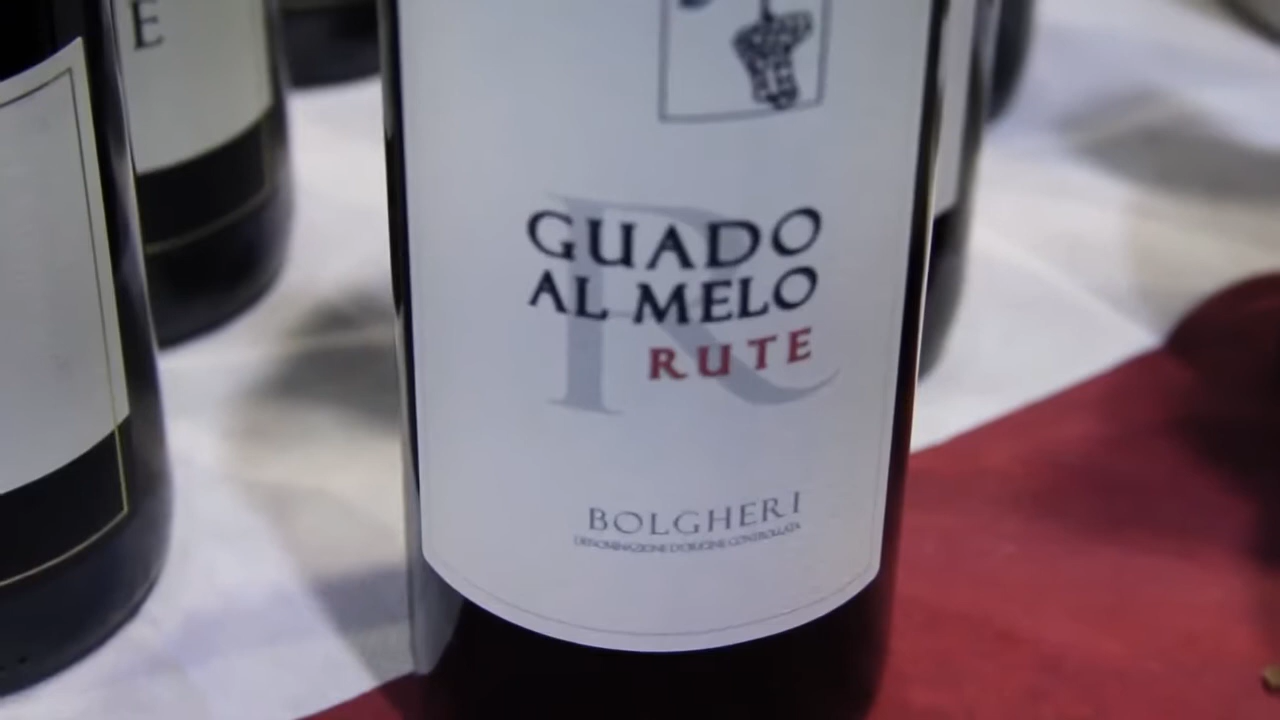 E
GUADO
AL MELO
RUTE
R
BOLGHERI
DENOMINAZIONE D'ORIGINE CONTROLLATA